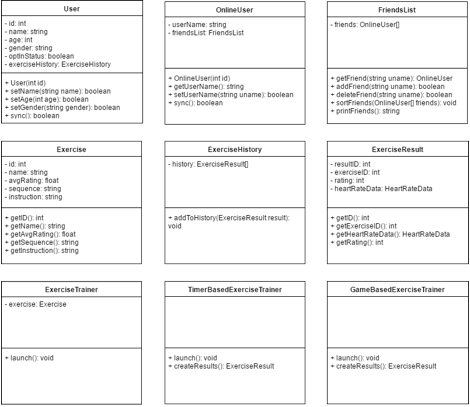 User
- id: int
- name: string
- age: int
- gender: string
- optInStatus: boolean
- exerciseHistory: ExerciseHistory
+ User(int id)
+ setName(string name): boolean
+ setAge(int age): boolean
+ setGender(string gender): boolean
+ sync(): boolean
OnlineUser
- userName: string
- friendsList: FriendsList
+ OnlineUser(int id)
+ getUserName(): string
+ setUserName(string uname): boolean
+ sync(): boolean
FriendsList
- friends: OnlineUser[]
+ getFriend(string uname): OnlineUser
+ addFriend(string uname): boolean
+ deleteFriend(string uname): boolean
+ sortFriends(OnlineUser[] friends): void
+ printFriends(): string
Exercise
- id: int
- name: string
- avgRating: float
- sequence: string
- instruction: string
+ getID(): int
+ getName(): string
+ getAvgRating(): float
+ getSequence(): string
+ getInstruction(): string
ExerciseHistory
- history: ExerciseResult[]
+ addToHistory(ExerciseResult result):
void
ExerciseResult
- resultID: int
- exerciseID: int
- rating: int
- heartRateData: HeartRateData
+ getID(): int
+ getExerciseID(): int
+ getHeartRateData(): HeartRateData
+ getRating(): int
ExerciseTrainer
- exercise: Exercise
+ launch(): void
TimerBasedExerciseTrainer
+ launch(): void
+ createResults(): ExerciseResult
GameBasedExerciseTrainer
+ launch(): void
+ createResults(): ExerciseResult